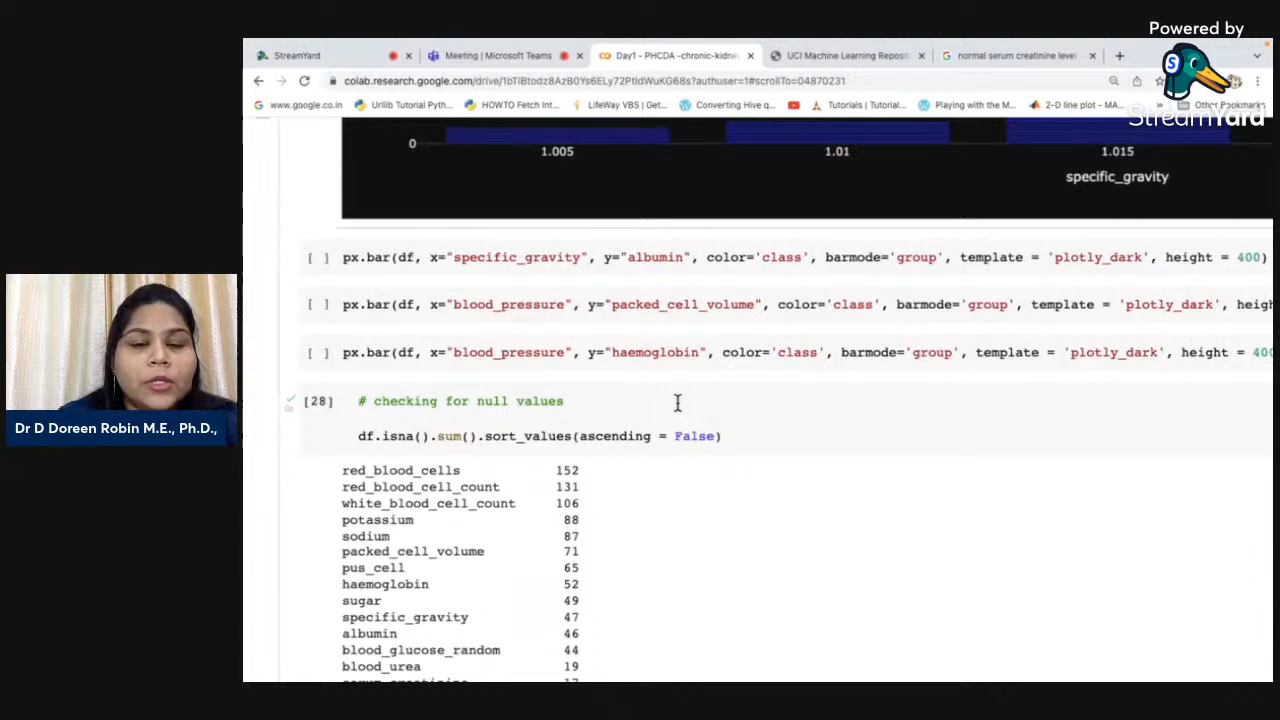 Powered by
StreamYard
StreamYard
Meeting | Microsoft Teams
Day1 - PHCDA -chronic-kidne
UCI Machine Learning Reposit
normal serum creatinine level
colab.research.google.com/drive/
www.google.co.in
Urllib Tutorial Pyth...
HOWTO Fetch Int...
LifeWay VBS | Get...
Converting Hive q...
Tutorials | Tutorial...
Playing with the M...
2-D line plot - MA...
Other Bookmarks
0
1.005
1.01
1.015
specific_gravity
[ ] px.bar(df, x="specific_gravity", y="albumin", color='class', barmode='group', template = 'plotly_dark', height = 400)
[ ] px.bar(df, x="blood_pressure", y="packed_cell_volume", color='class', barmode='group', template = 'plotly_dark', heigh
[ ] px.bar(df, x="blood_pressure", y="haemoglobin", color='class', barmode='group', template = 'plotly_dark', height = 400
[28] # checking for null values
df.isna().sum().sort_values(ascending = False)
red_blood_cells 152
red_blood_cell_count 131
white_blood_cell_count 106
potassium 88
sodium 87
packed_cell_volume 71
pus_cell 65
haemoglobin 52
sugar 49
specific_gravity 47
albumin 46
blood_glucose_random 44
blood_urea 19
Dr D Doreen Robin M.E., Ph.D.,